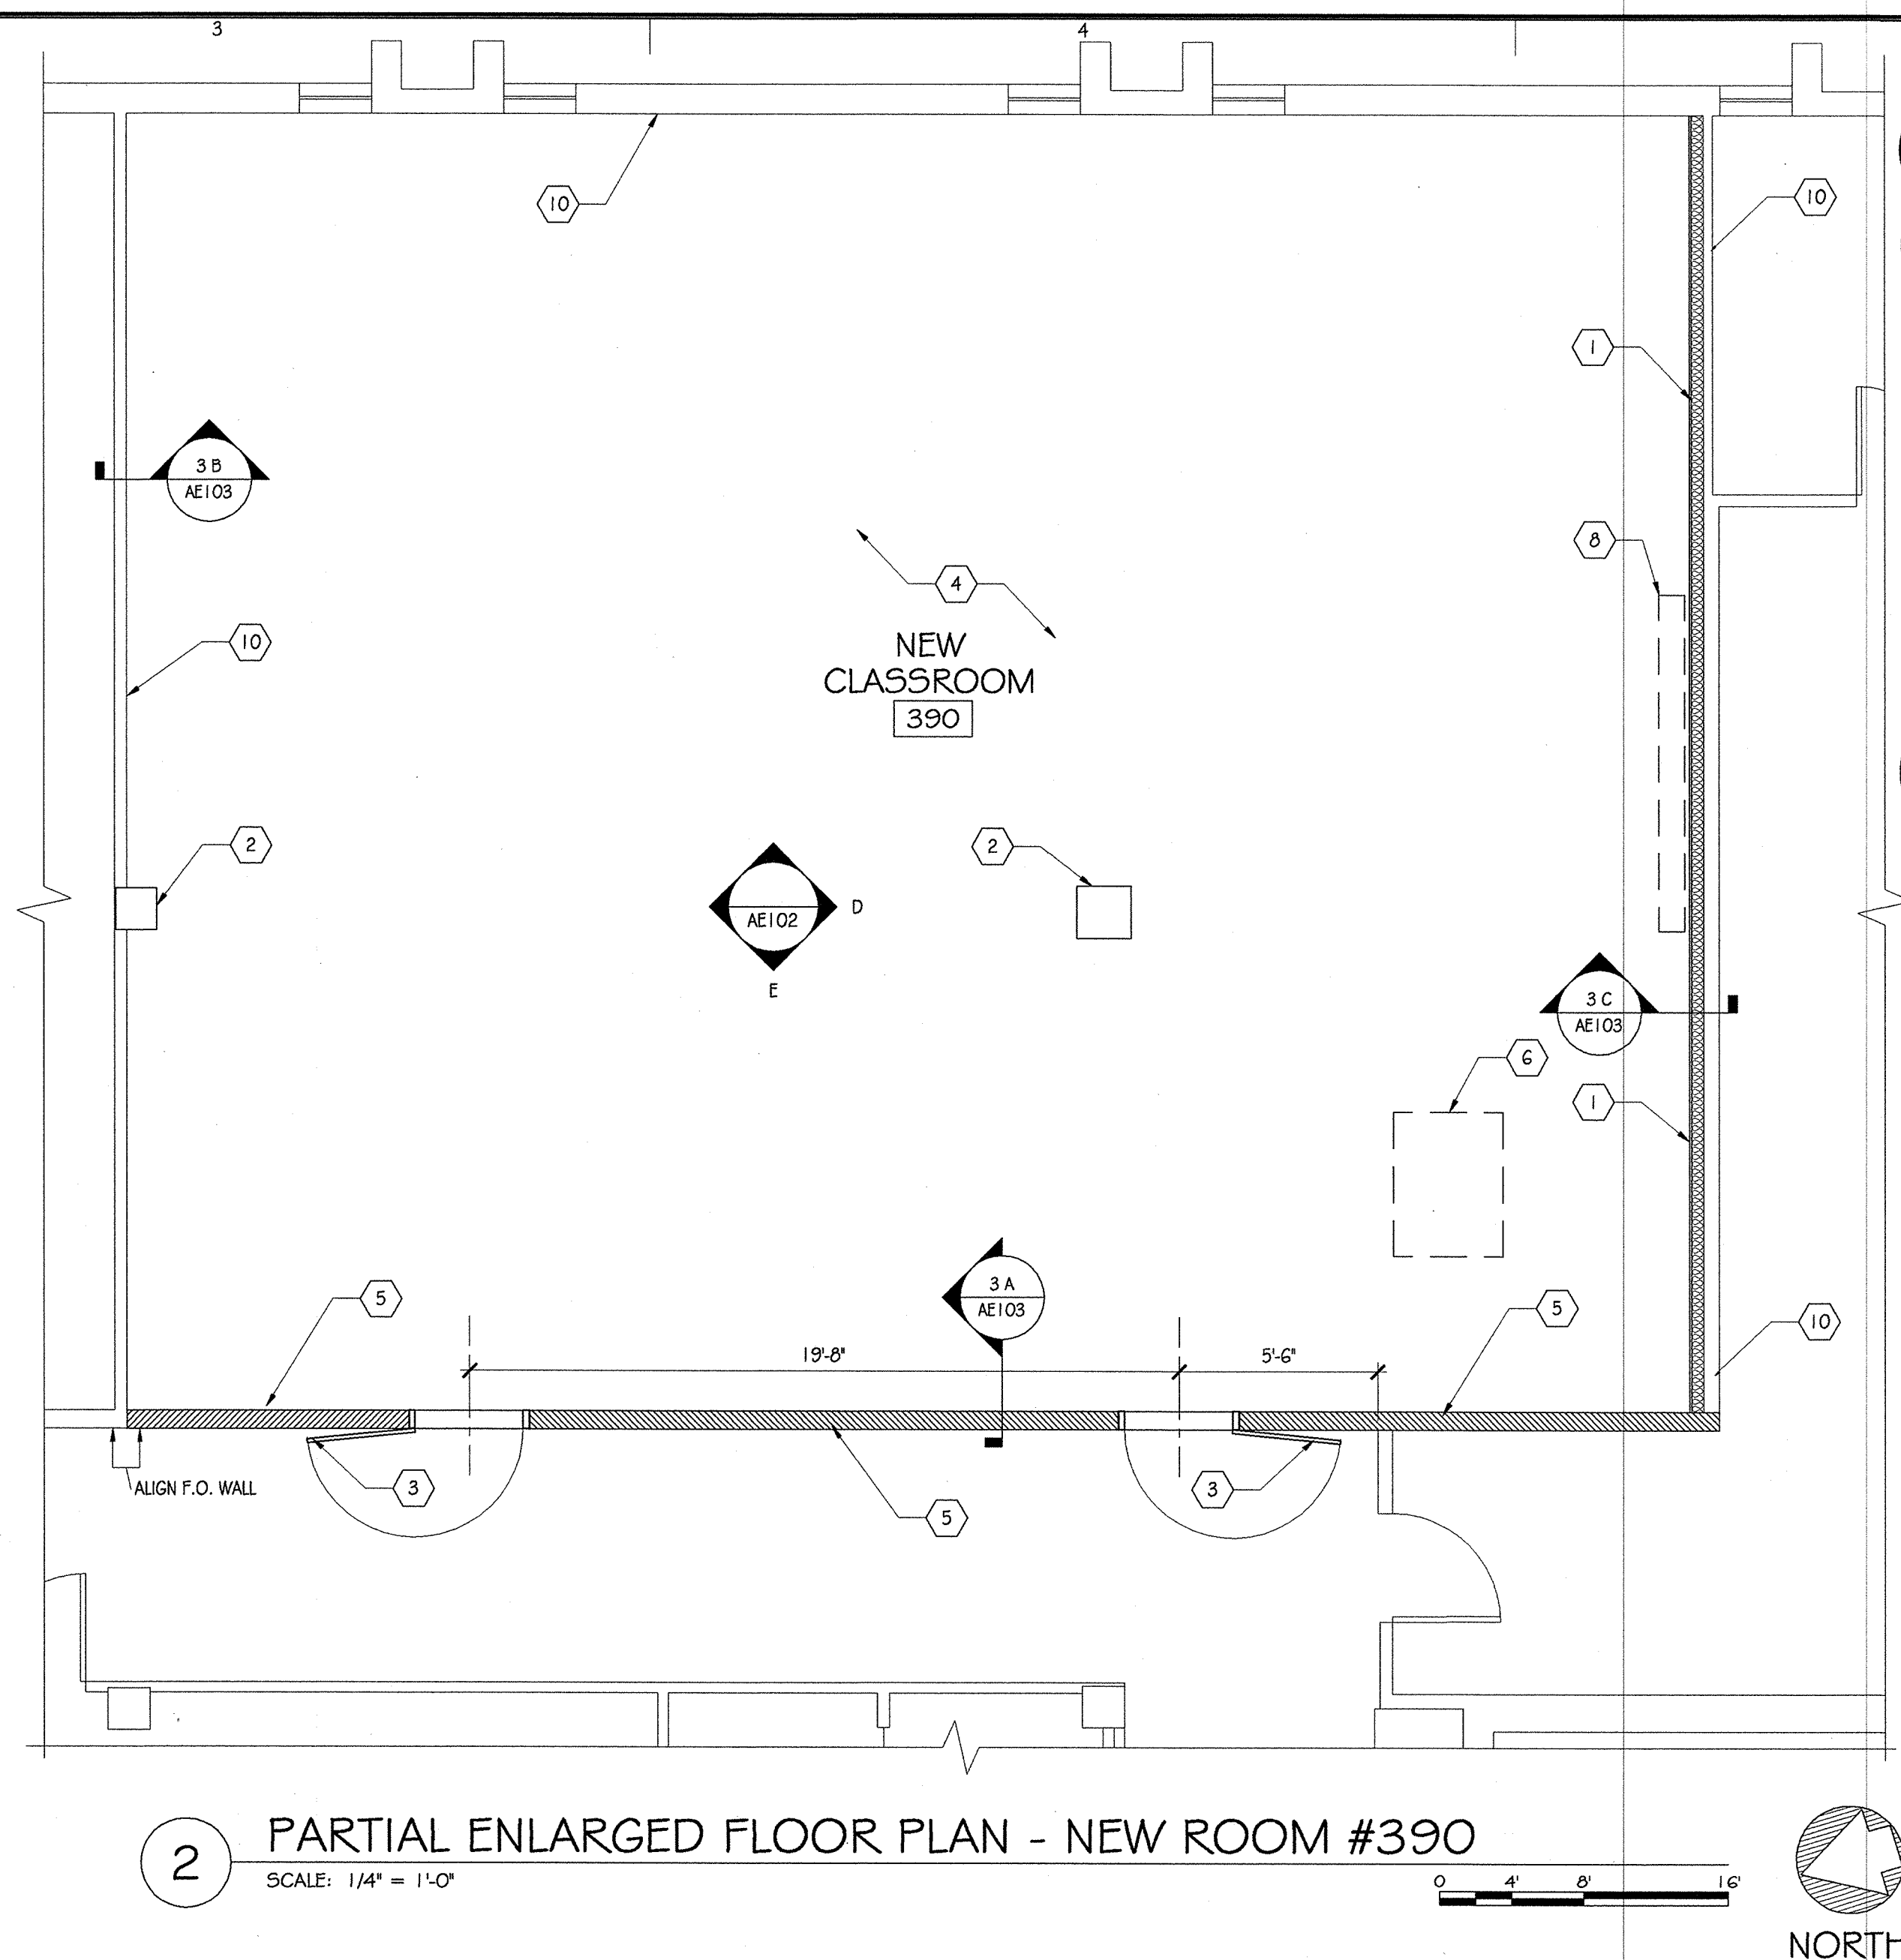 3
4
10
10
1
3 B
AE103
8
4
NEW
CLASSROOM
390
10
2
2
AE102
D
E
3 C
AE103
6
1
3 A
AE103
5
5
10
19'-8"
5'-6"
ALIGN F.O. WALL
3
3
5
2
PARTIAL ENLARGED FLOOR PLAN - NEW ROOM #390
SCALE: 1/4" = 1'-0"
0 4' 8' 16'
NORTH